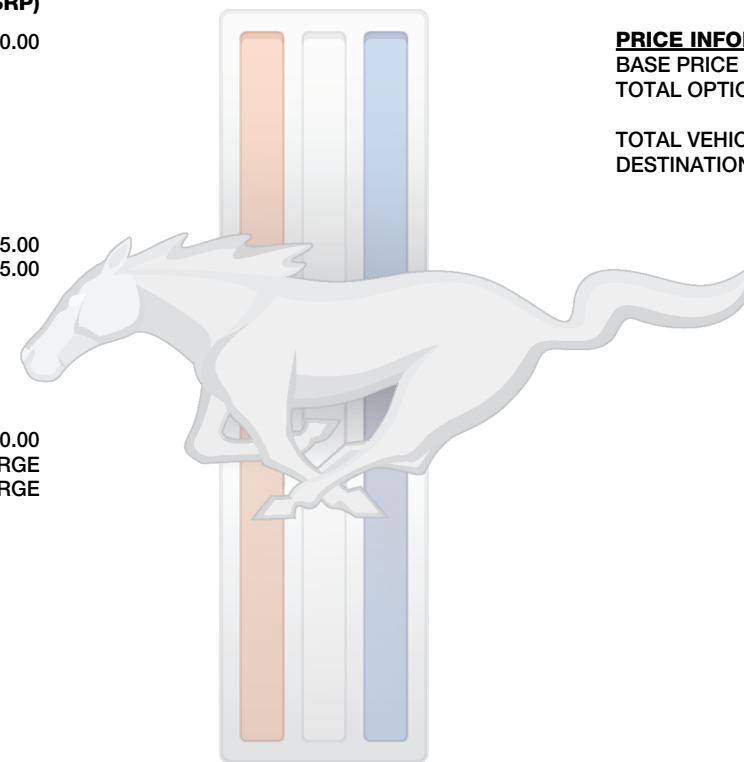 SRP)
0.00
5.00
5.00
0.00
RGE
RGE
PRICE INFO
BASE PRICE
TOTAL OPTIO
TOTAL VEHIC
DESTINATION